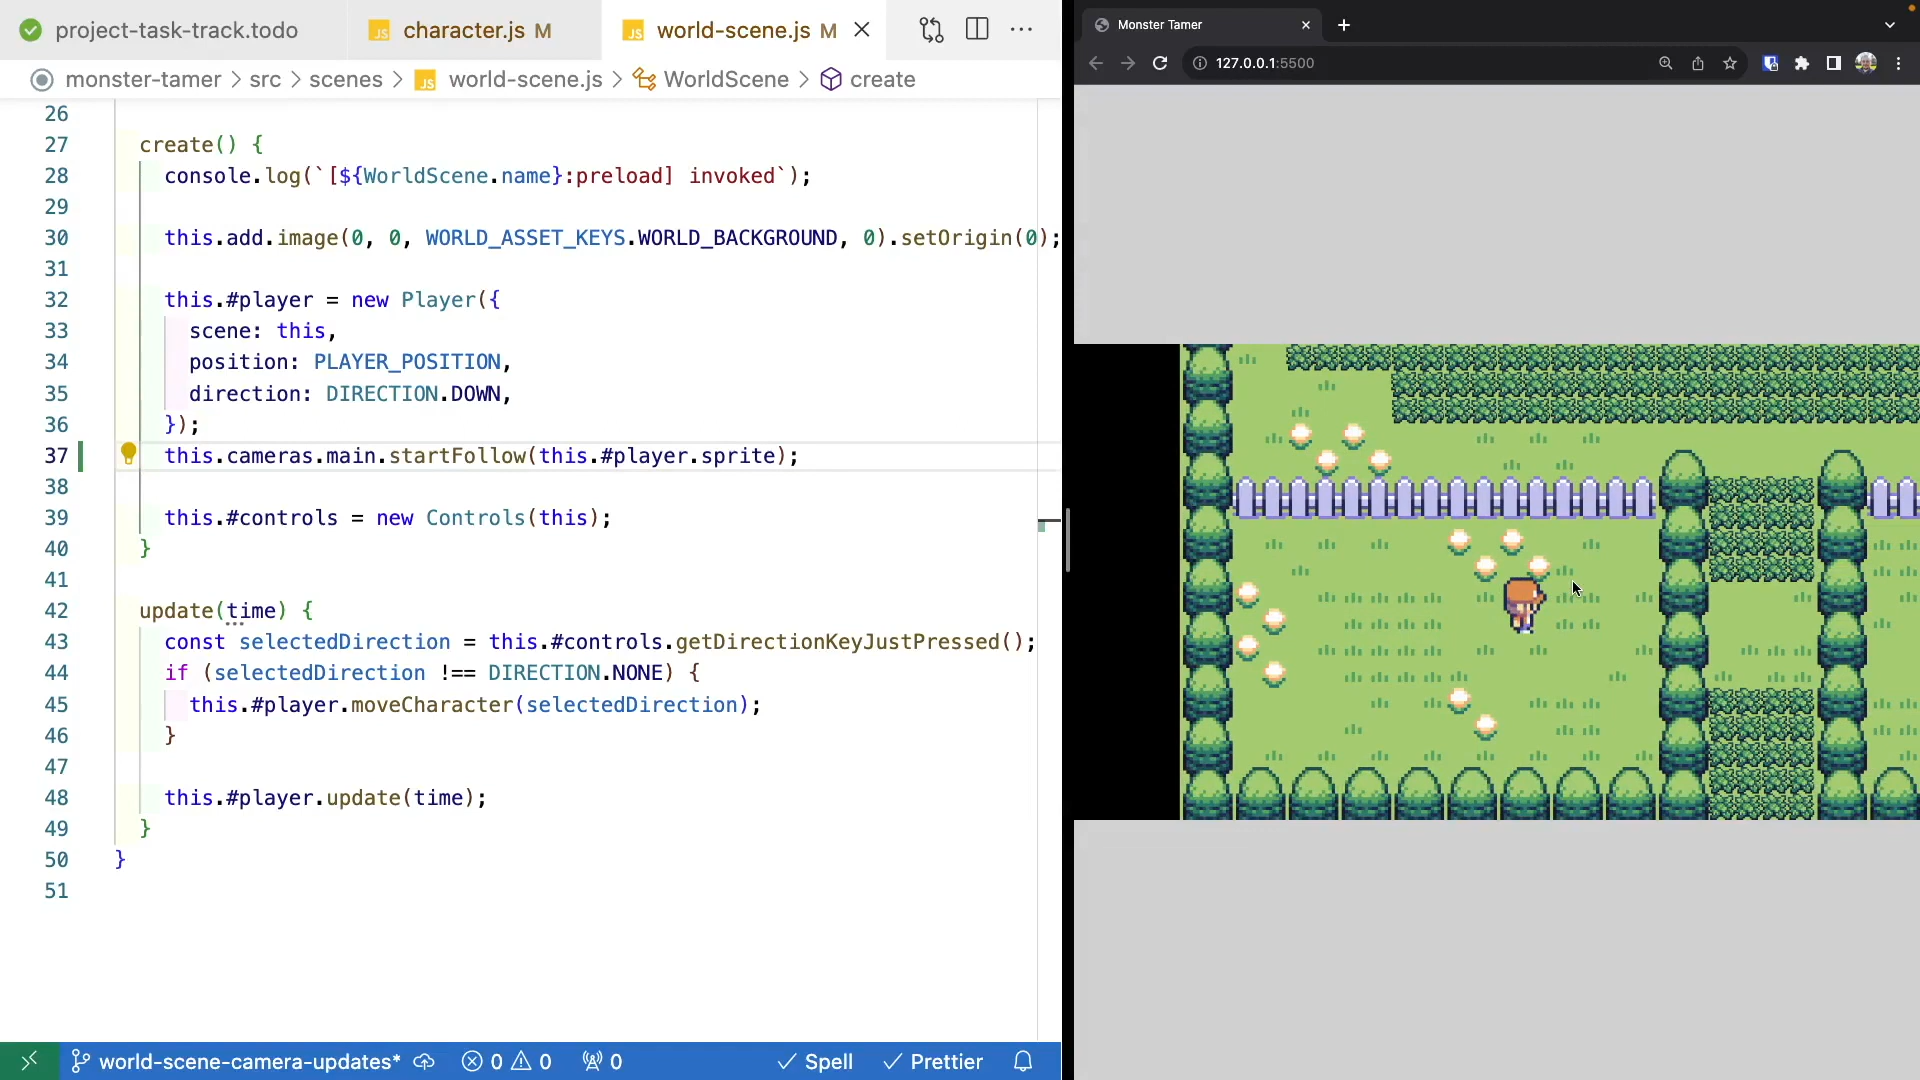 project-task-track.todo
character.js M
world-scene.js M
monster-tamer > src > scenes > world-scene.js > WorldScene > create
26
27 create() {
28 console.log(`[${WorldScene.name}:preload] invoked`);
29
30 this.add.image(0, 0, WORLD_ASSET_KEYS.WORLD_BACKGROUND, 0).setOrigin(0);
31
32 this.#player = new Player({
33 scene: this,
34 position: PLAYER_POSITION,
35 direction: DIRECTION.DOWN,
36 });
37 this.cameras.main.startFollow(this.#player.sprite);
38
39 this.#controls = new Controls(this);
40 }
41
42 update(time) {
43 const selectedDirection = this.#controls.getDirectionKeyJustPressed();
44 if (selectedDirection !== DIRECTION.NONE) {
45 this.#player.moveCharacter(selectedDirection);
46 }
47
48 this.#player.update(time);
49 }
50 }
51
world-scene-camera-updates* 0 0 0 Spell Prettier
Monster Tamer
127.0.0.1:5500